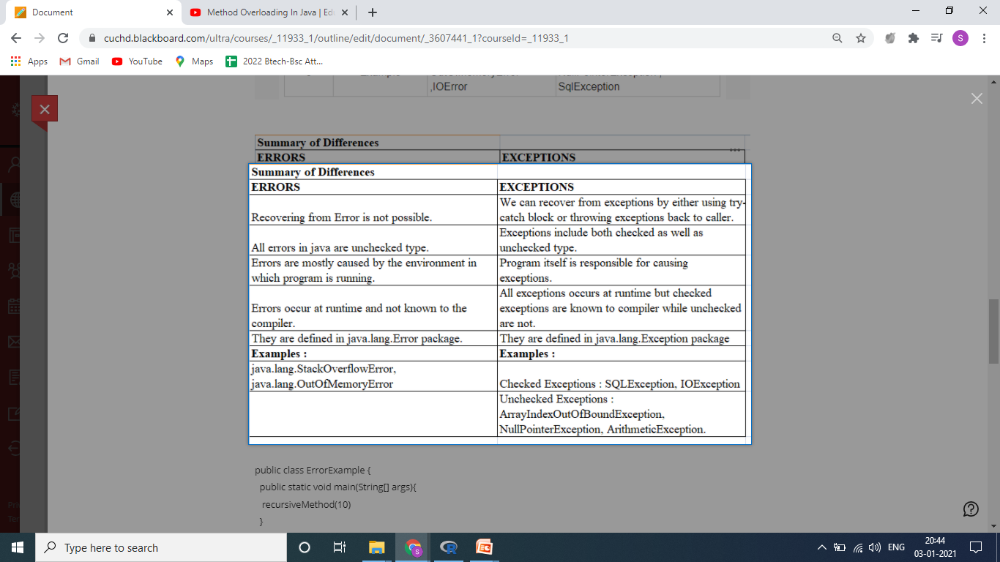 Document
Method Overloading In Java | Edu
cuchd.blackboard.com/ultra/courses/_11933_1/outline/edit/document/_3607441_1?courseId=_11933_1
S
Apps
Gmail
YouTube
Maps
2022 Btech-Bsc Att...
,IOError
SqlException
Summary of Differences
ERRORS
EXCEPTIONS
Summary of Differences
ERRORS
EXCEPTIONS
Recovering from Error is not possible.
We can recover from exceptions by either using try-
catch block or throwing exceptions back to caller.
All errors in java are unchecked type.
Exceptions include both checked as well as
unchecked type.
Errors are mostly caused by the environment in
which program is running.
Program itself is responsible for causing
exceptions.
Errors occur at runtime and not known to the
compiler.
All exceptions occurs at runtime but checked
exceptions are known to compiler while unchecked
are not.
They are defined in java.lang.Error package.
They are defined in java.lang.Exception package
Examples :
Examples :
java.lang.StackOverflowError,
java.lang.OutOfMemoryError
Checked Exceptions : SQLException, IOException
Unchecked Exceptions :
ArrayIndexOutOfBoundException,
NullPointerException, ArithmeticException.
public class ErrorExample {
public static void main(String[] args){
recursiveMethod(10)
}
Type here to search
ENG
20:44
03-01-2021